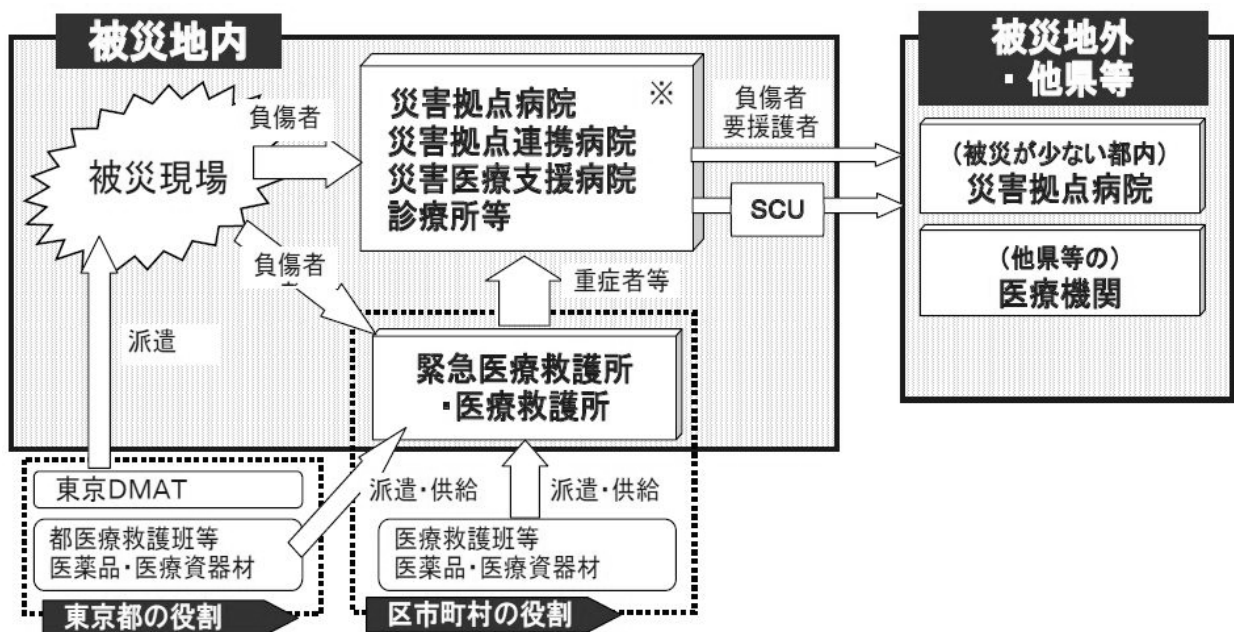 被災地内
被災地外
・他県等
被災現場
負傷者
※
災害拠点病院
災害拠点連携病院
災害医療支援病院
診療所等
負傷者
要援護者
SCU
(被災が少ない都内)
災害拠点病院
(他県等の)
医療機関
負傷者
重症者等
派遣
緊急医療救護所
・医療救護所
東京DMAT
都医療救護班等
医薬品・医療資器材
東京都の役割
派遣・供給
派遣・供給
医療救護班等
医薬品・医療資器材
区市町村の役割